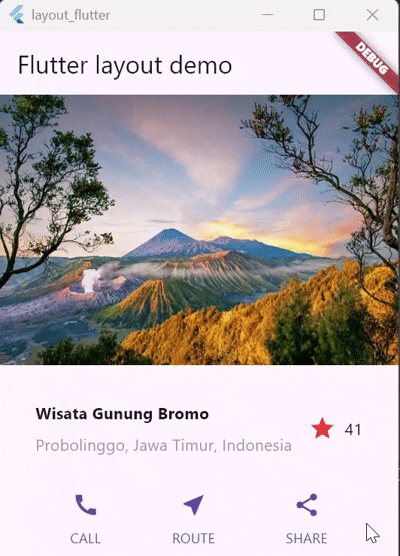 layout_flutter
DEBUG
Flutter layout demo
Wisata Gunung Bromo
Probolinggo, Jawa Timur, Indonesia
41
CALL ROUTE SHARE